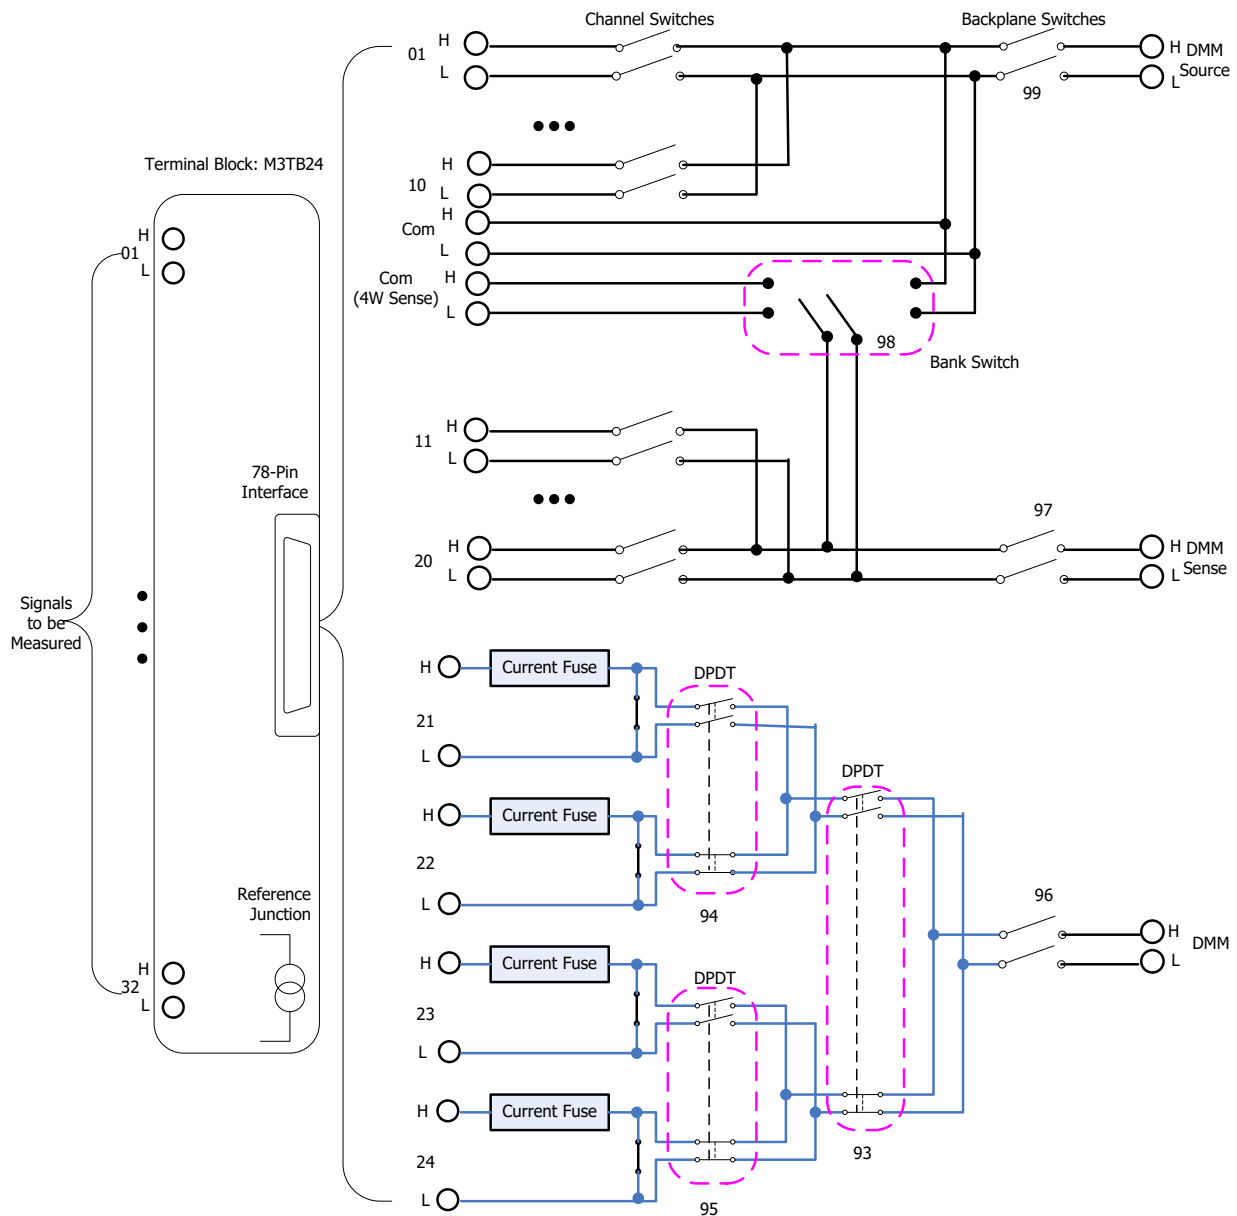 Channel Switches
Backplane Switches
01
H
L
H DMM
Source
L
99
10
H
L
Com
H
L
Com
(4W Sense)
H
L
98
Bank Switch
11
H
L
20
H
L
97
H DMM
Sense
L
Terminal Block: M3TB24
H
01
L
78-Pin
Interface
Signals
to be
Measured
Reference
Junction
H
32
L
H
Current Fuse
21
L
DPDT
H
Current Fuse
22
L
94
DPDT
H
Current Fuse
23
L
DPDT
H
Current Fuse
24
L
95
93
96
H
DMM
L